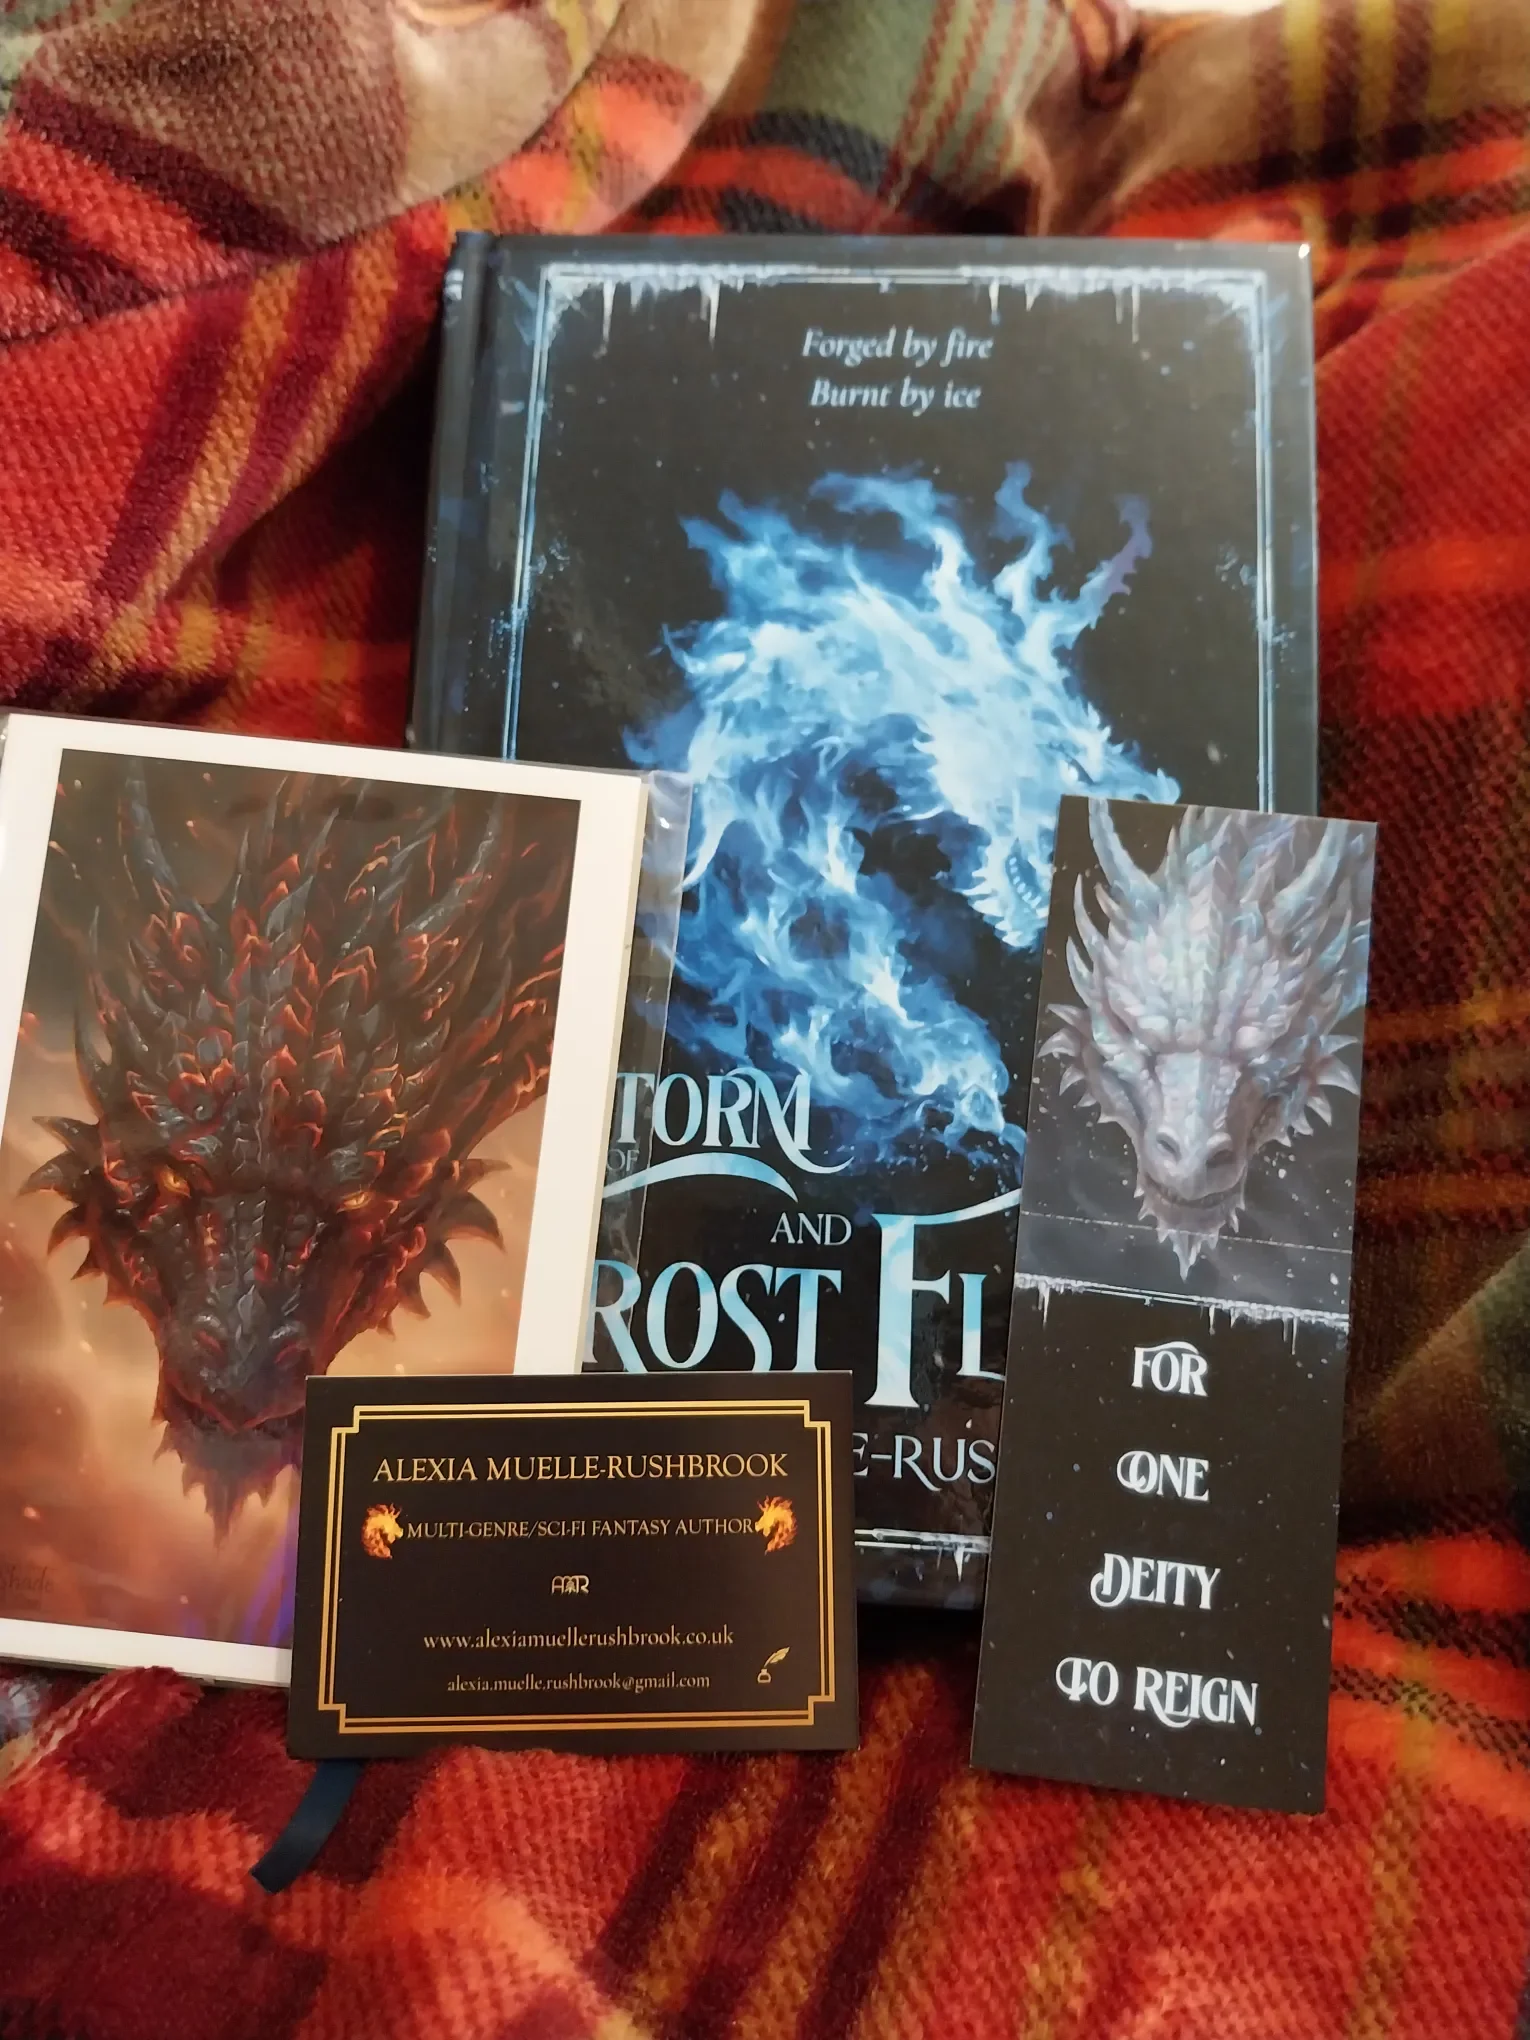 Forged by fire
Burnt by ice
TORM
OF
AND
ROST FL
E-RUS
ALEXIA MUELLE-RUSHBROOK
MULTI-GENRE/SCI-FI FANTASY AUTHOR
AMR
www.alexiamuellerushbrook.co.uk
alexia.muelle.rushbrook@gmail.com
FOR
ONE
DEITY
TO REIGN